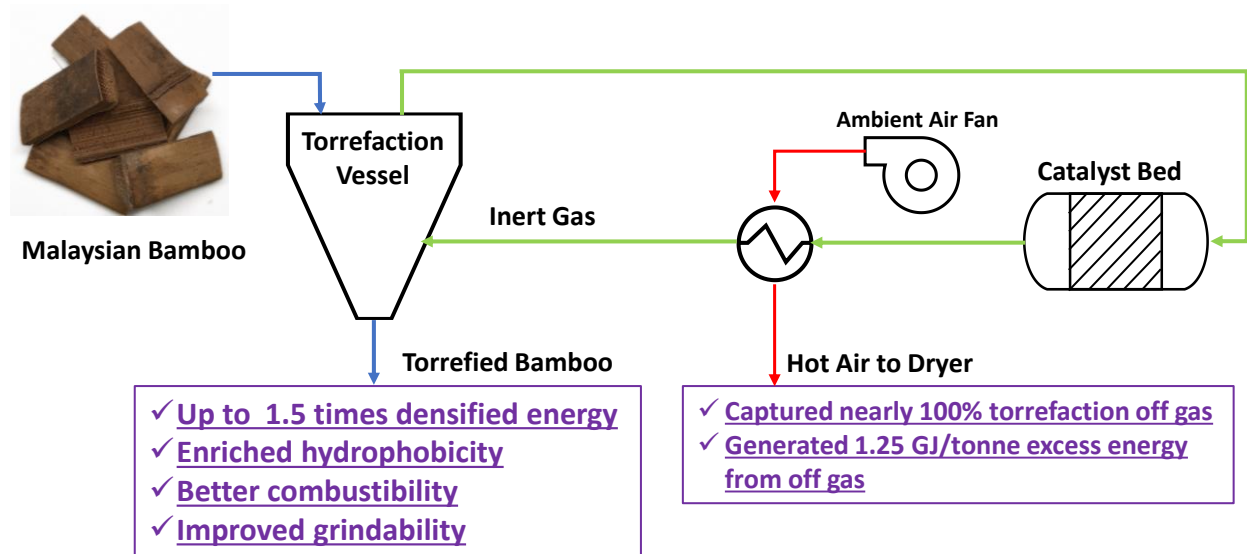 Malaysian Bamboo
Torrefaction
Vessel
Inert Gas
Ambient Air Fan
Catalyst Bed
Torrefied Bamboo
✓Up to 1.5 times densified energy
✓Enriched hydrophobicity
✓Better combustibility
✓Improved grindability
Hot Air to Dryer
✓ Captured nearly 100% torrefaction off gas
✓ Generated 1.25 GJ/tonne excess energy
from off gas